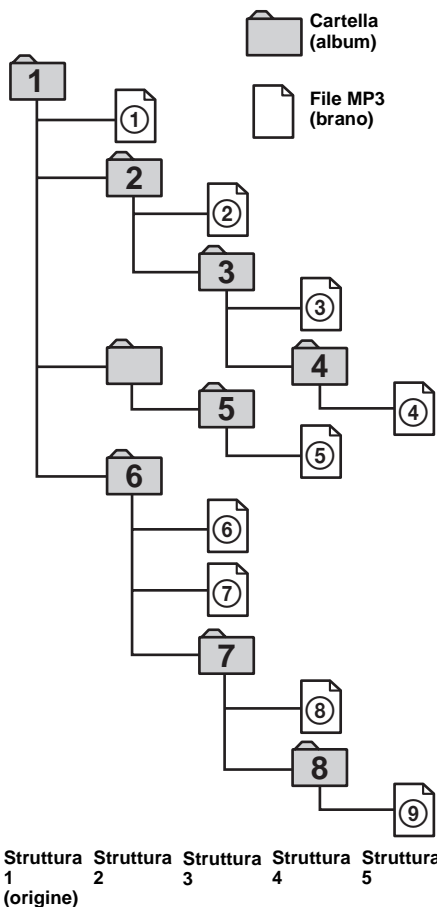 Cartella
(album)
File MP3
(brano)
1
①
2
②
3
③
4
④
5
⑤
6
⑥
⑦
7
⑧
8
⑨
Struttura 1 (origine)
Struttura 2
Struttura 3
Struttura 4
Struttura 5